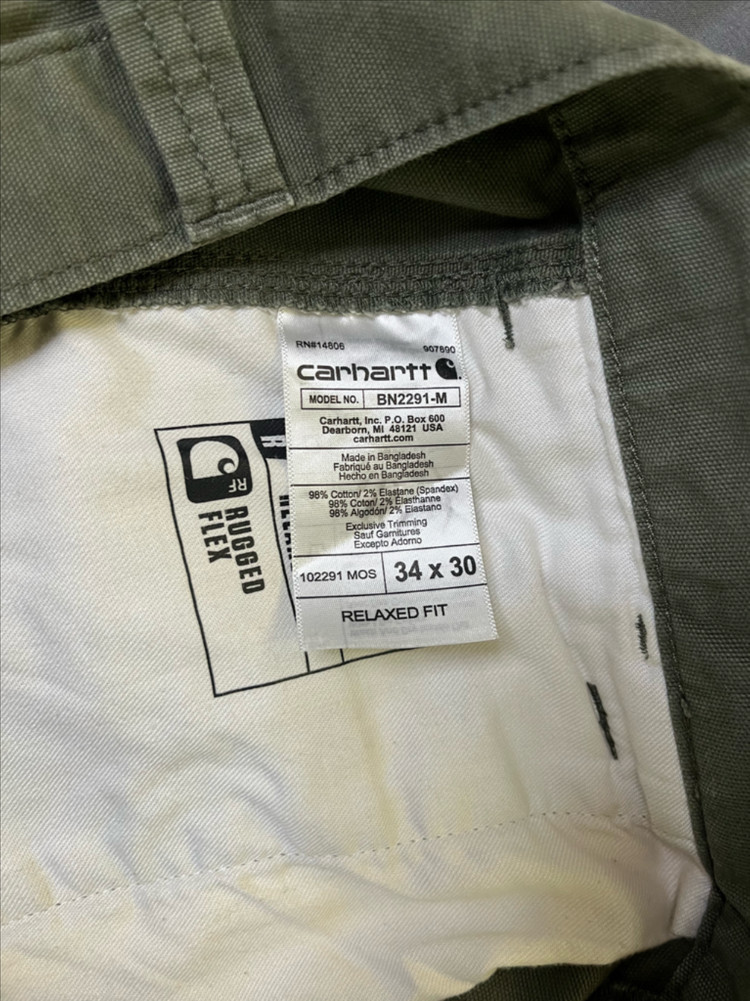 RN#14806 907690
carhartt
MODEL NO. BN2291-M
Carhartt, Inc. P.O. Box 600
Dearborn, MI 48121 USA
carhartt.com
Made in Bangladesh
Fabriqué au Bangladesh
Hecho en Bangladesh
98% Cotton/ 2% Elastane (Spandex)
98% Coton/ 2% Élasthanne
98% Algodón/ 2% Elastano
Exclusive Trimming
Sauf Garnitures
Excepto Adorno
102291 MOS 34 x 30
RELAXED FIT
RF
RUGGED
FLEX